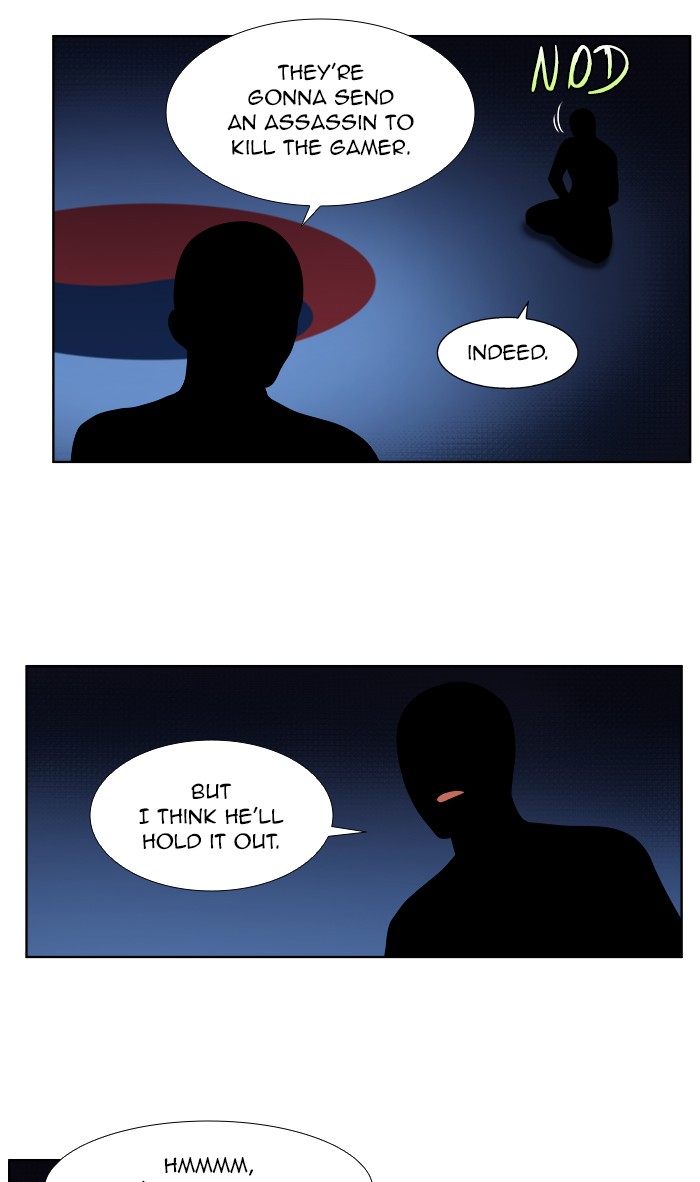 THEY'RE
GONNA SEND
AN ASSASSIN TO
KILL THE GAMER.
NOD
INDEED.
BUT
I THINK HE'LL
HOLD IT OUT.
HMMMM,